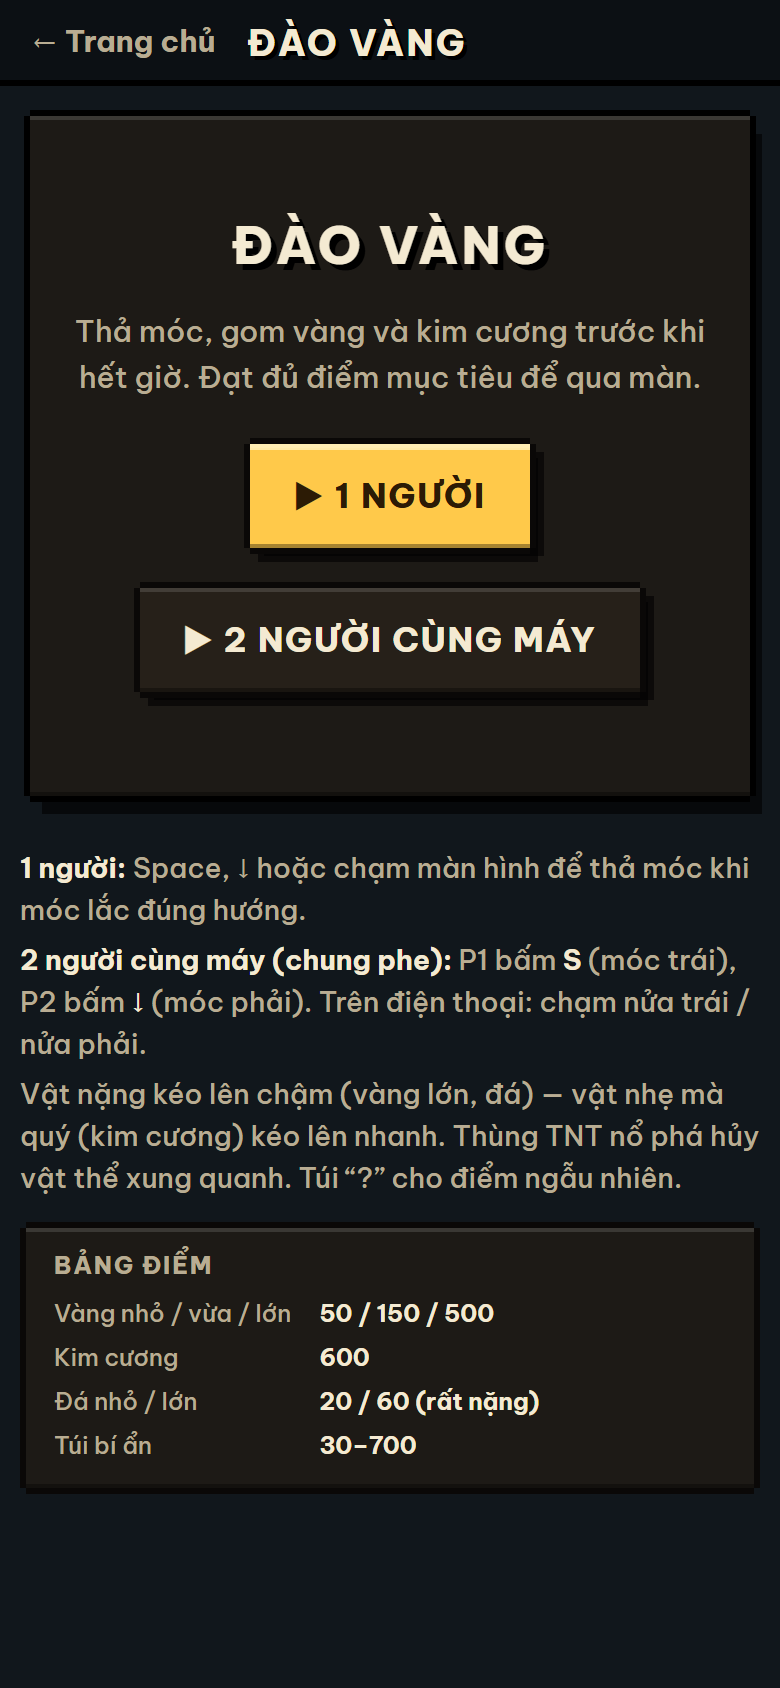 ← Trang chủ ĐÀO VÀNG
ĐÀO VÀNG
Thả móc, gom vàng và kim cương trước khi
hết giờ. Đạt đủ điểm mục tiêu để qua màn.
▶ 1 NGƯỜI
▶ 2 NGƯỜI CÙNG MÁY
1 người: Space, ↓ hoặc chạm màn hình để thả móc khi
móc lắc đúng hướng.
2 người cùng máy (chung phe): P1 bấm S (móc trái),
P2 bấm ↓ (móc phải). Trên điện thoại: chạm nửa trái /
nửa phải.
Vật nặng kéo lên chậm (vàng lớn, đá) — vật nhẹ mà
quý (kim cương) kéo lên nhanh. Thùng TNT nổ phá hủy
vật thể xung quanh. Túi “?” cho điểm ngẫu nhiên.
BẢNG ĐIỂM
Vàng nhỏ / vừa / lớn 50 / 150 / 500
Kim cương 600
Đá nhỏ / lớn 20 / 60 (rất nặng)
Túi bí ẩn 30–700